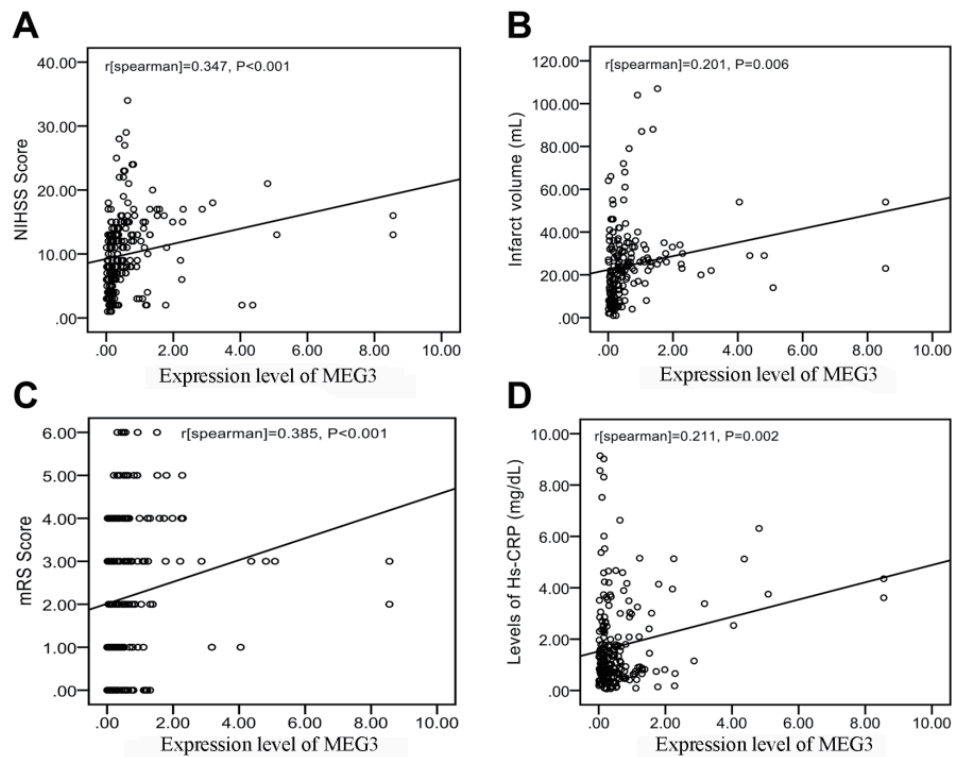 A
r[spearman]=0.347, P<0.001
NIHSS Score
40.00
30.00
20.00
10.00
.00
.00 2.00 4.00 6.00 8.00 10.00
Expression level of MEG3
B
r[spearman]=0.201, P=0.006
Infarct volume (mL)
120.00
100.00
80.00
60.00
40.00
20.00
.00
.00 2.00 4.00 6.00 8.00 10.00
Expression level of MEG3
C
r[spearman]=0.385, P<0.001
mRS Score
6.00
5.00
4.00
3.00
2.00
1.00
.00
.00 2.00 4.00 6.00 8.00 10.00
Expression level of MEG3
D
r[spearman]=0.211, P=0.002
Levels of Hs-CRP (mg/dL)
10.00
8.00
6.00
4.00
2.00
.00
.00 2.00 4.00 6.00 8.00 10.00
Expression level of MEG3